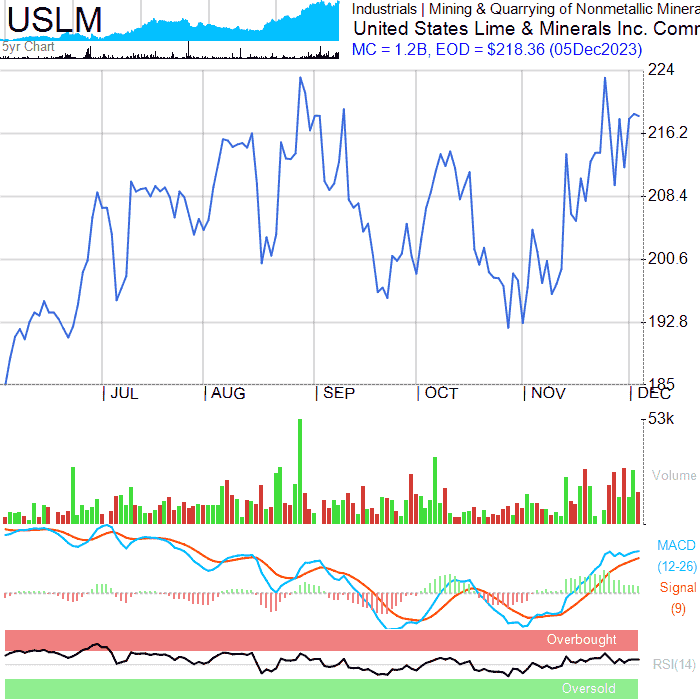 USLM
5yr Chart
Industrials | Mining & Quarrying of Nonmetallic Minera
United States Lime & Minerals Inc. Comr
MC = 1.2B, EOD = $218.36 (05Dec2023)
224
216.2
208.4
200.6
192.8
185
JUL AUG SEP OCT NOV DEC
53k
Volume
MACD
(12-26)
Signal
(9)
Overbought
RSI(14)
Oversold